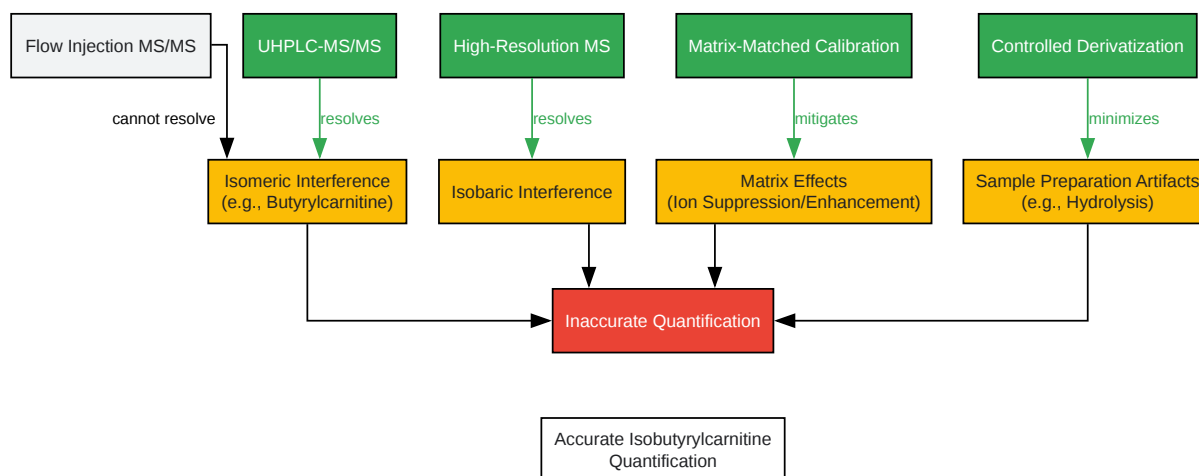 Flow Injection MS/MS
UHPLC-MS/MS
High-Resolution MS
Matrix-Matched Calibration
Controlled Derivatization
cannot resolve
resolves
resolves
mitigates
minimizes
Isomeric Interference
(e.g., Butyrylcarnitine)
Isobaric Interference
Matrix Effects
(Ion Suppression/Enhancement)
Sample Preparation Artifacts
(e.g., Hydrolysis)
Inaccurate Quantification
Accurate Isobutyrylcarnitine
Quantification